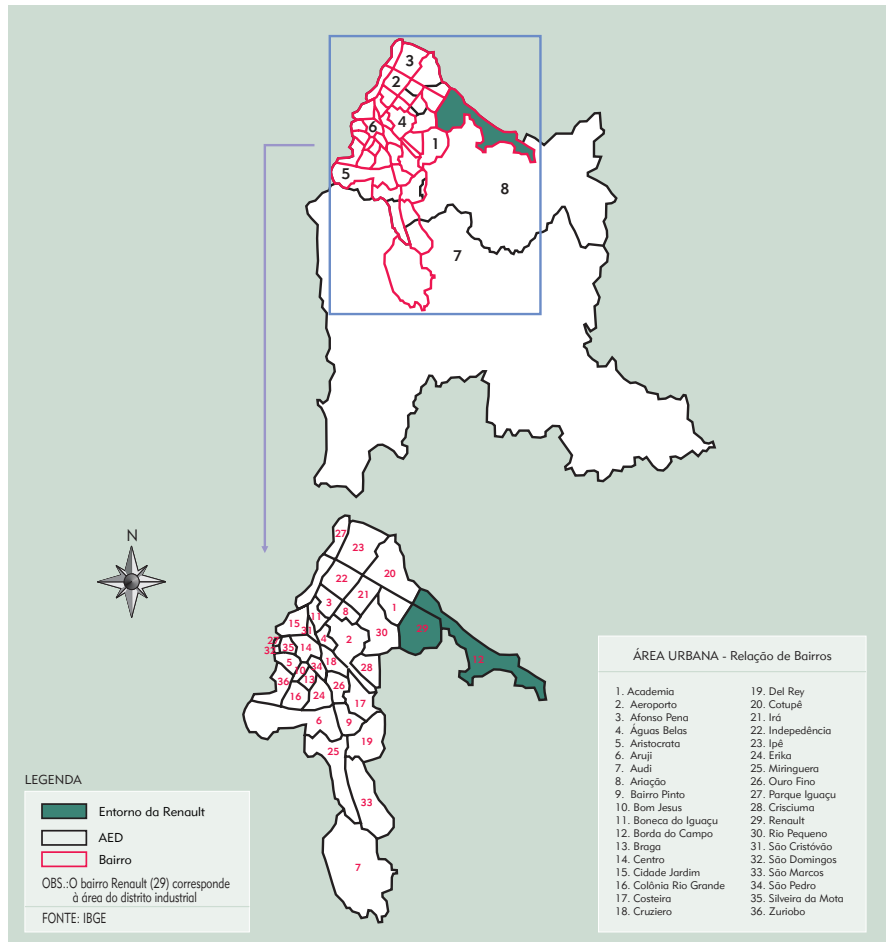 3
2
4
6
1
5
8
7
N
27
23
20
22
21
3
1
11
8
15
31
29
4
2
30
32
35
14
12
5
34
18
28
10
13
36
26
16
24
17
6
9
19
25
33
7
LEGENDA
Entorno da Renault
AED
Bairro
OBS.:O bairro Renault (29) corresponde
à área do distrito industrial
FONTE: IBGE
ÁREA URBANA - Relação de Bairros
1. Academia
2. Aeroporto
3. Afonso Pena
4. Águas Belas
5. Aristocrata
6. Aruji
7. Audi
8. Ariação
9. Bairro Pinto
10. Bom Jesus
11. Boneca do Iguaçu
12. Borda do Campo
13. Braga
14. Centro
15. Cidade Jardim
16. Colônia Rio Grande
17. Costeira
18. Cruziero
19. Del Rey
20. Cotupê
21. Irá
22. Indepedência
23. Ipê
24. Erika
25. Miringuera
26. Ouro Fino
27. Parque Iguaçu
28. Crisciuma
29. Renault
30. Rio Pequeno
31. São Cristóvão
32. São Domingos
33. São Marcos
34. São Pedro
35. Silveira da Mota
36. Zuriobo